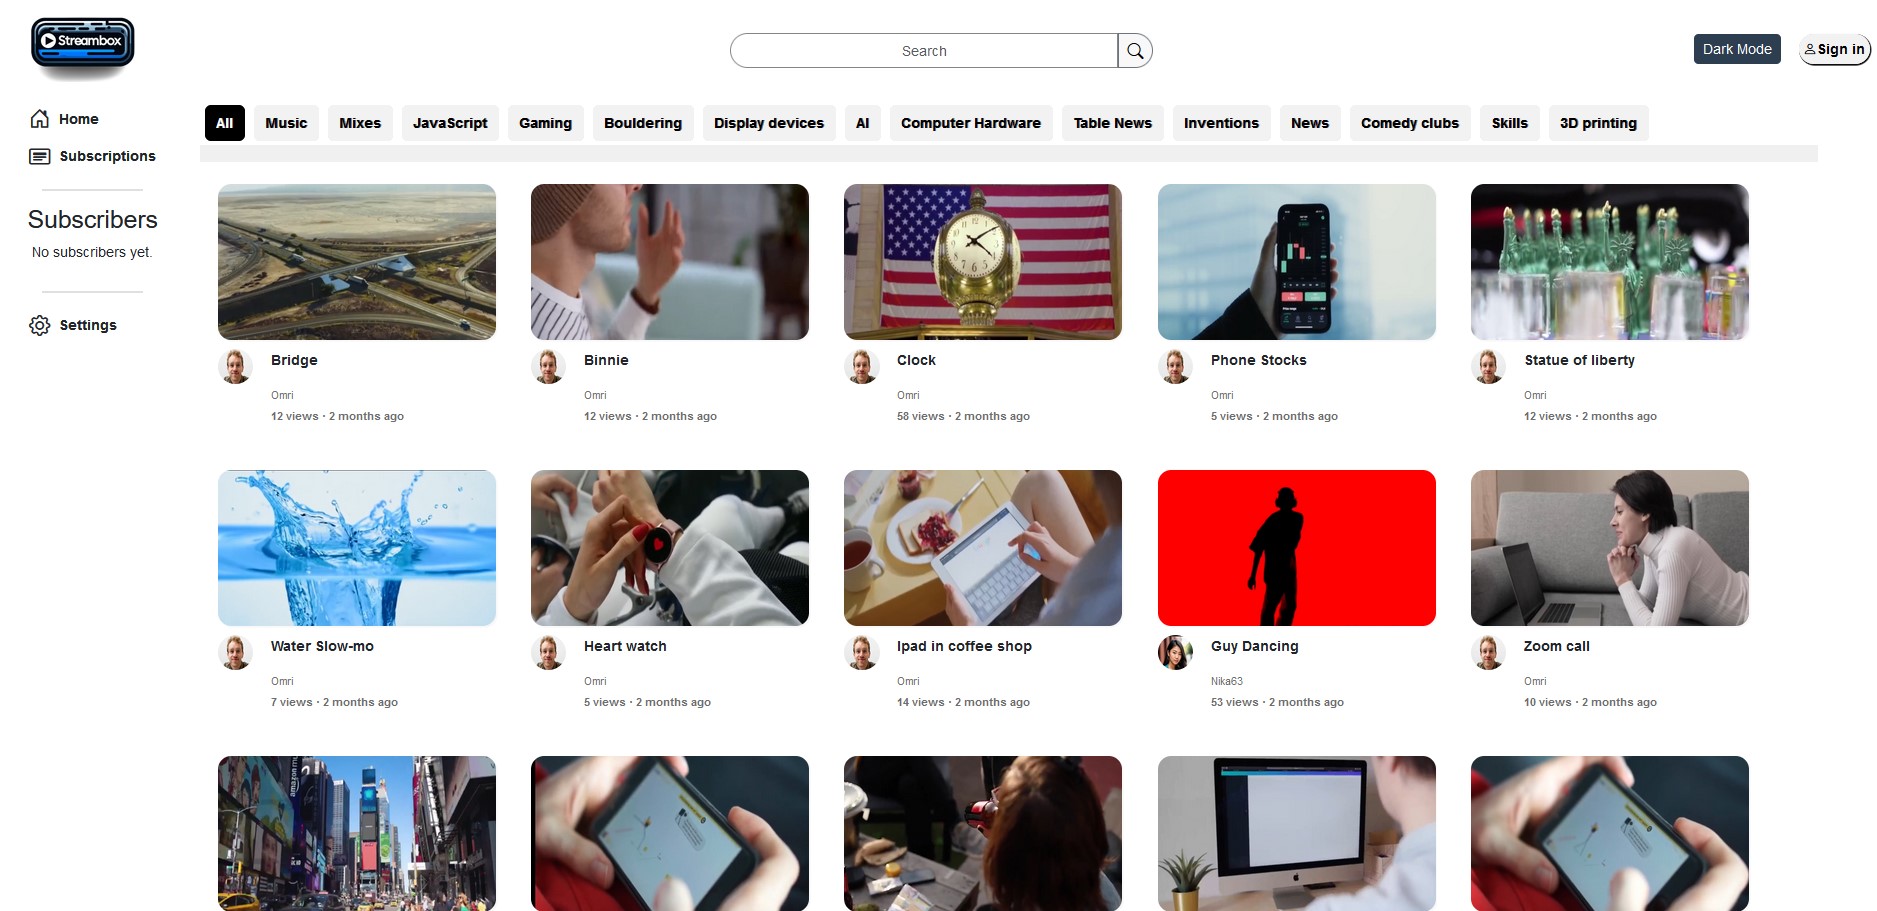 Streambox
Search
Dark Mode
Sign in
Home
Subscriptions
Subscribers
No subscribers yet.
Settings
All Music Mixes JavaScript Gaming Bouldering Display devices AI Computer Hardware Table News Inventions News Comedy clubs Skills 3D printing
Bridge
Omri
12 views · 2 months ago
Binnie
Omri
12 views · 2 months ago
Clock
Omri
58 views · 2 months ago
Phone Stocks
Omri
5 views · 2 months ago
Statue of liberty
Omri
12 views · 2 months ago
Water Slow-mo
Omri
7 views · 2 months ago
Heart watch
Omri
5 views · 2 months ago
Ipad in coffee shop
Omri
14 views · 2 months ago
Guy Dancing
Nika63
53 views · 2 months ago
Zoom call
Omri
10 views · 2 months ago
amazon mu